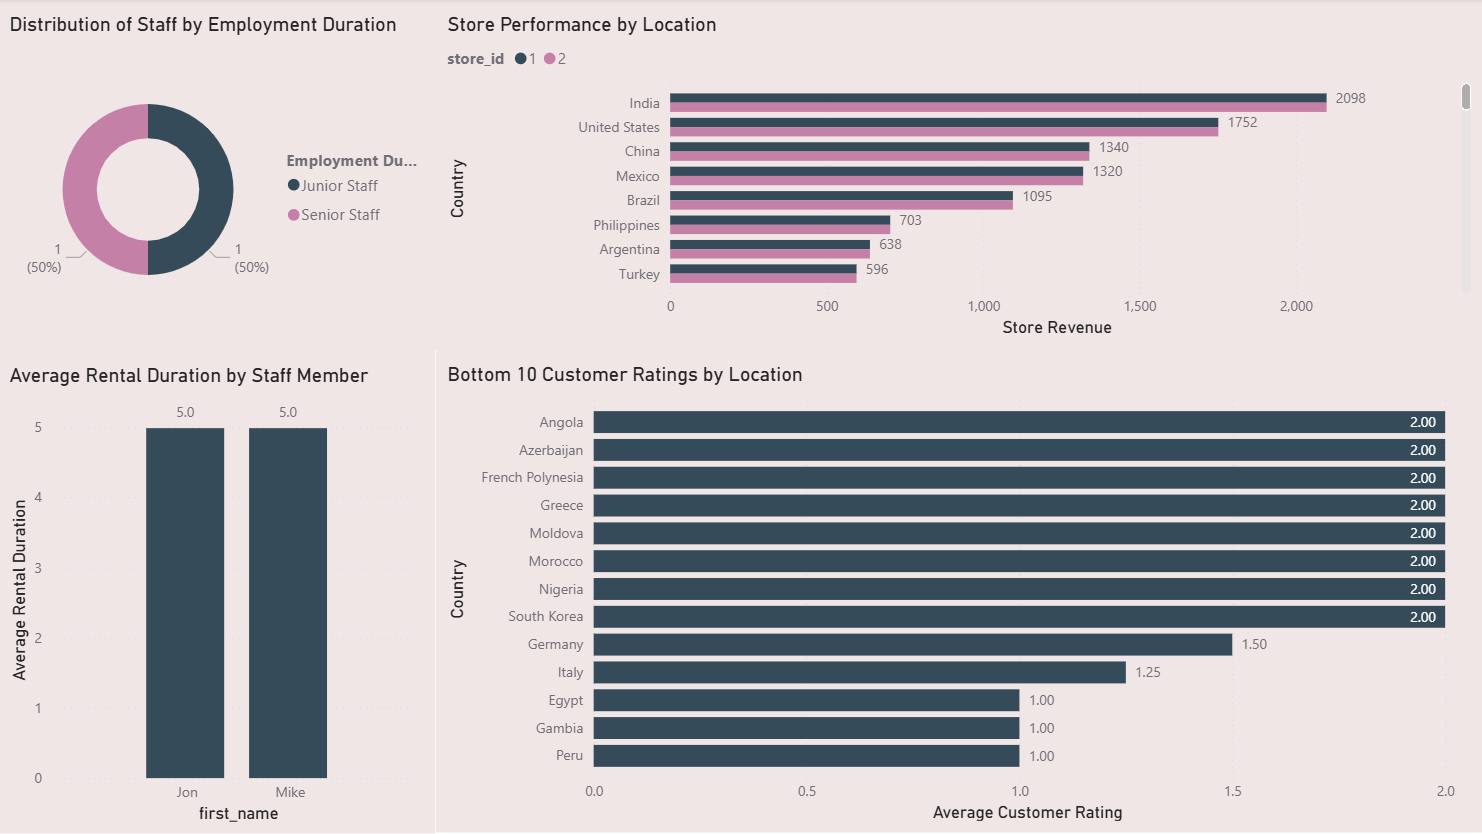 Distribution of Staff by Employment Duration
Employment Du...
Junior Staff
Senior Staff
1
(50%)
1
(50%)
Store Performance by Location
store_id 1 2
Country
India 2098
United States 1752
China 1340
Mexico 1320
Brazil 1095
Philippines 703
Argentina 638
Turkey 596
0 500 1,000 1,500 2,000
Store Revenue
Average Rental Duration by Staff Member
Average Rental Duration
5.0 5.0
5
4
3
2
1
0
Jon Mike
first_name
Bottom 10 Customer Ratings by Location
Country
Angola 2.00
Azerbaijan 2.00
French Polynesia 2.00
Greece 2.00
Moldova 2.00
Morocco 2.00
Nigeria 2.00
South Korea 2.00
Germany 1.50
Italy 1.25
Egypt 1.00
Gambia 1.00
Peru 1.00
0.0 0.5 1.0 1.5 2.0
Average Customer Rating